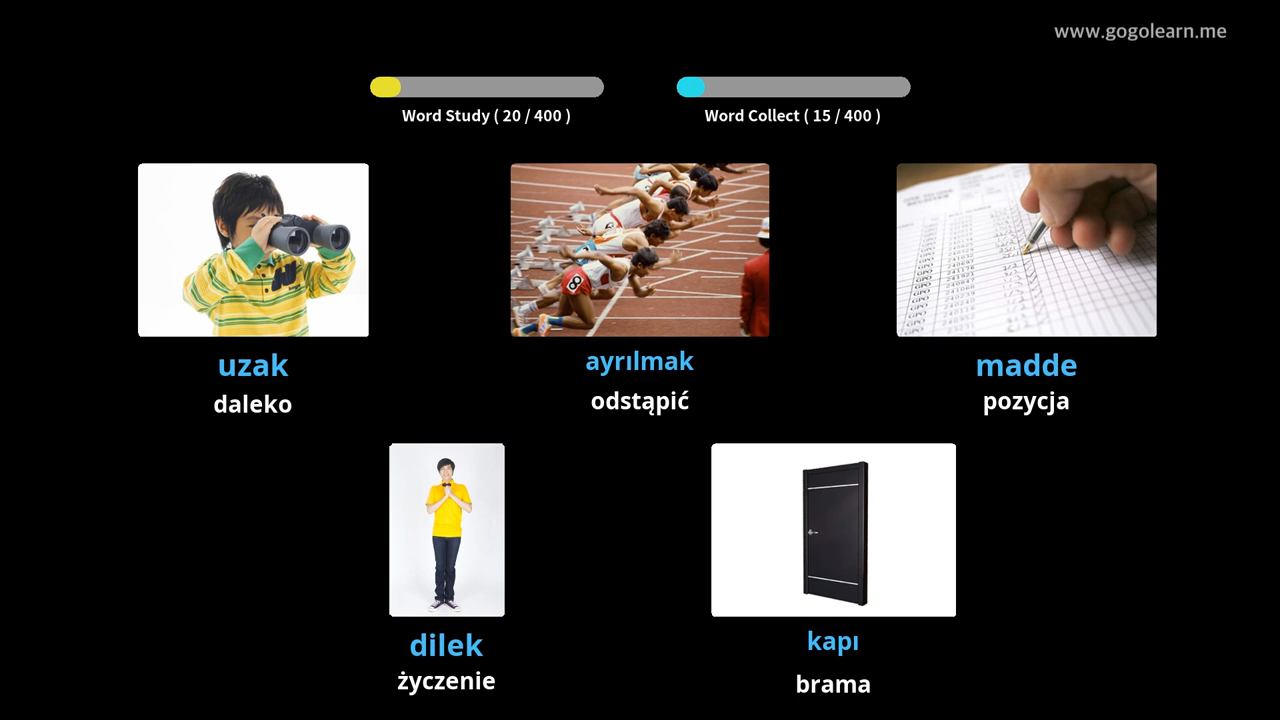 www.gogolearn.me
Word Study ( 20 / 400 )
Word Collect ( 15 / 400 )
uzak
daleko
ayrılmak
odstąpić
madde
pozycja
dilek
życzenie
kapı
brama